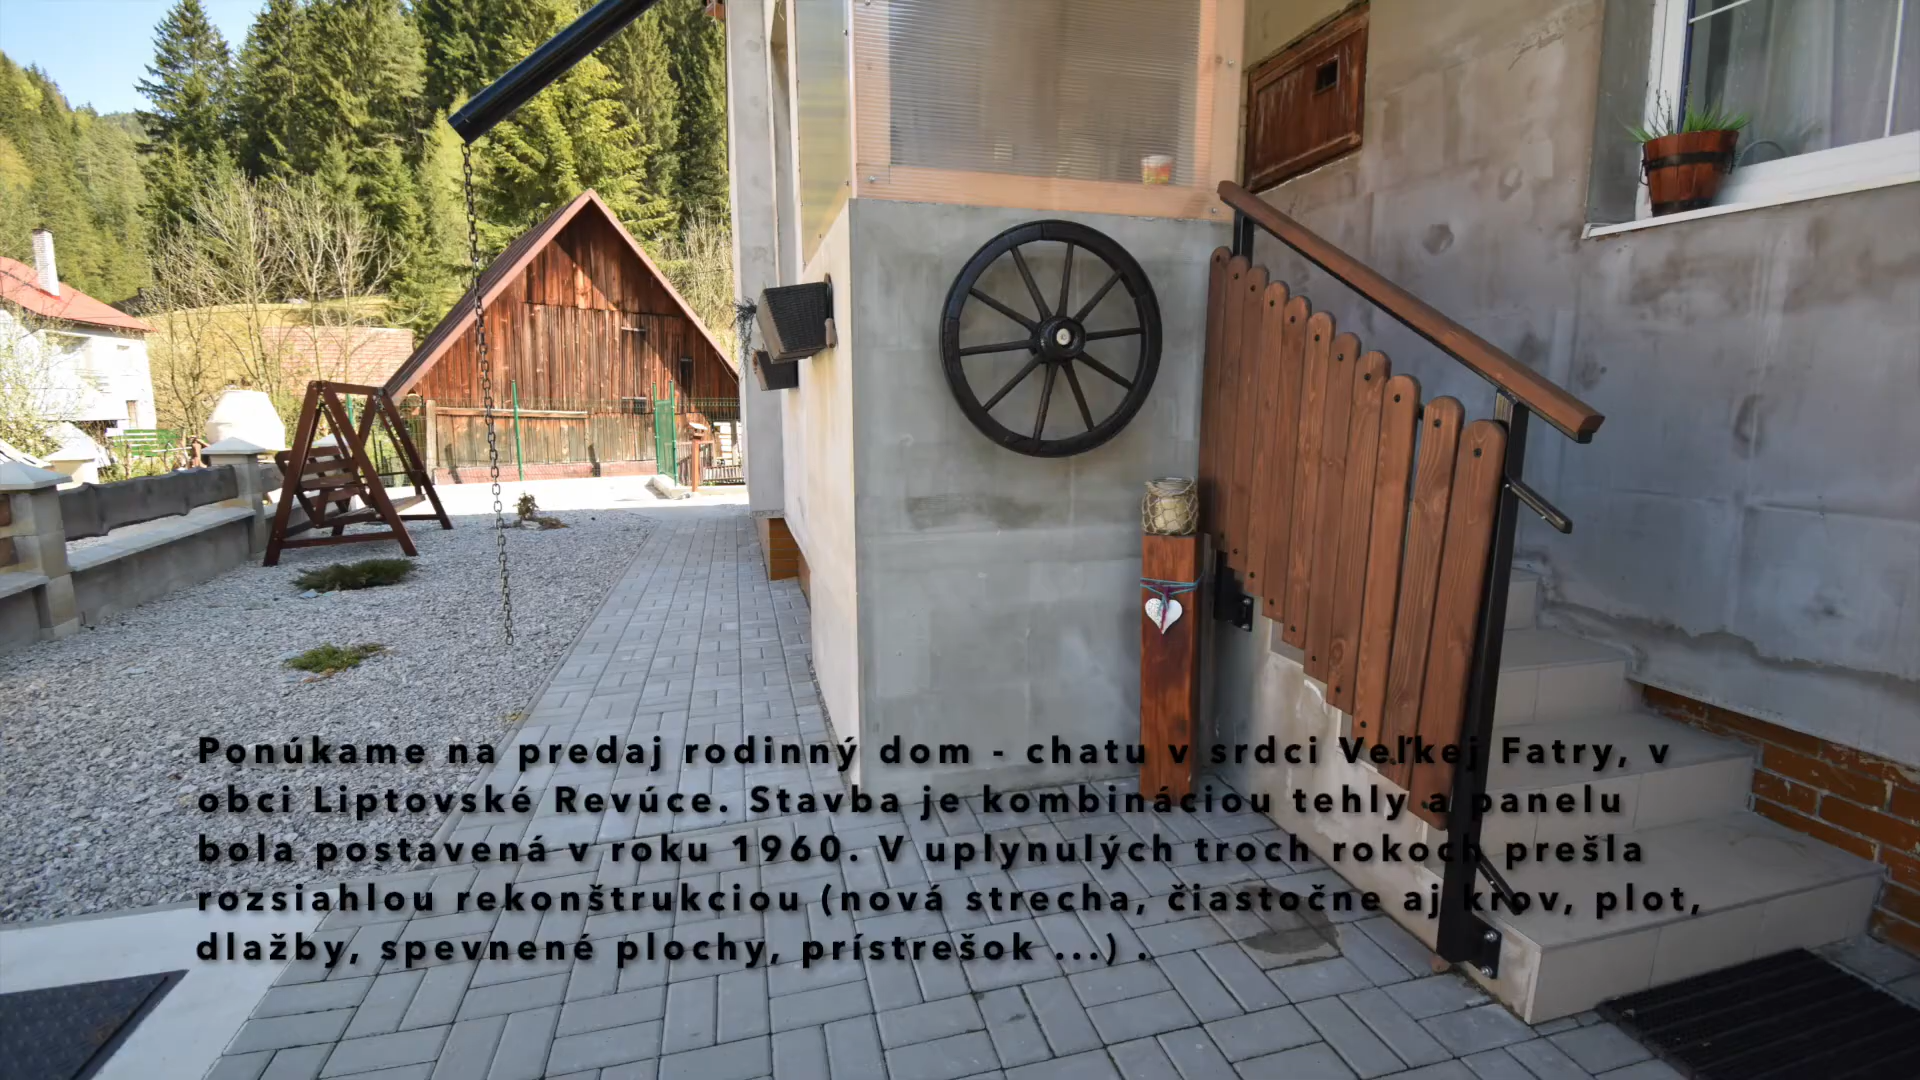 Ponúkame na predaj rodinný dom - chatu v srdci Veľkej Fatry, v
obci Liptovské Revúce. Stavba je kombináciou tehly a panelu
bola postavená v roku 1960. V uplynulých troch rokoch prešla
rozsiahlou rekonštrukciou (nová strecha, čiastočne aj krov, plot,
dlažby, spevnené plochy, prístrešok ...) .